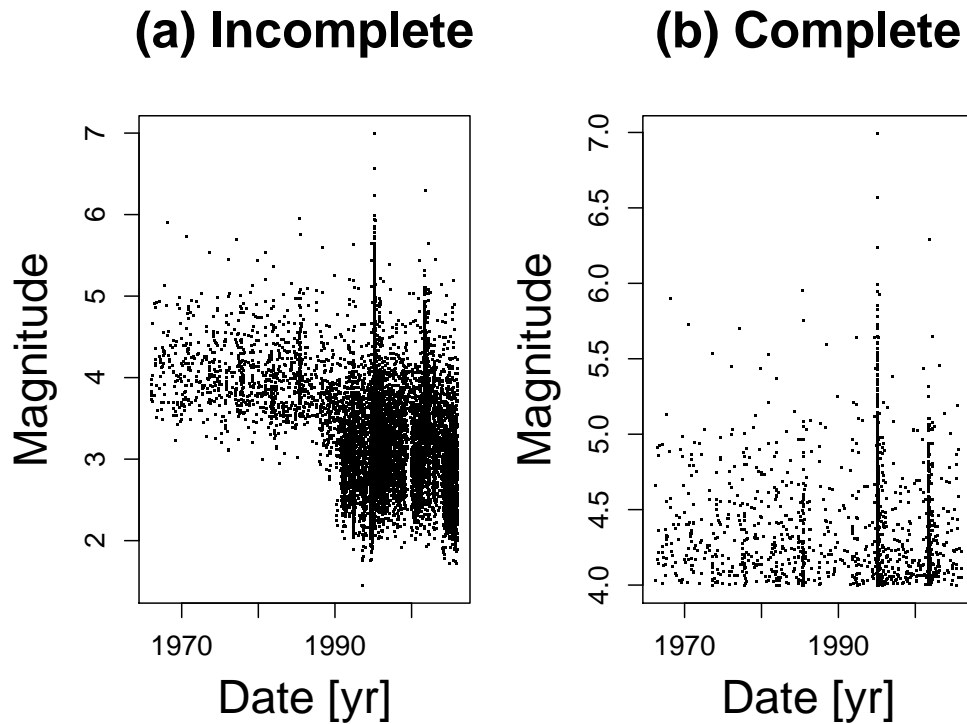 (a) Incomplete
(b) Complete
Magnitude
7
6
5
4
3
2
1970
1990
Date [yr]
Magnitude
7.0
6.5
6.0
5.5
5.0
4.5
4.0
1970
1990
Date [yr]